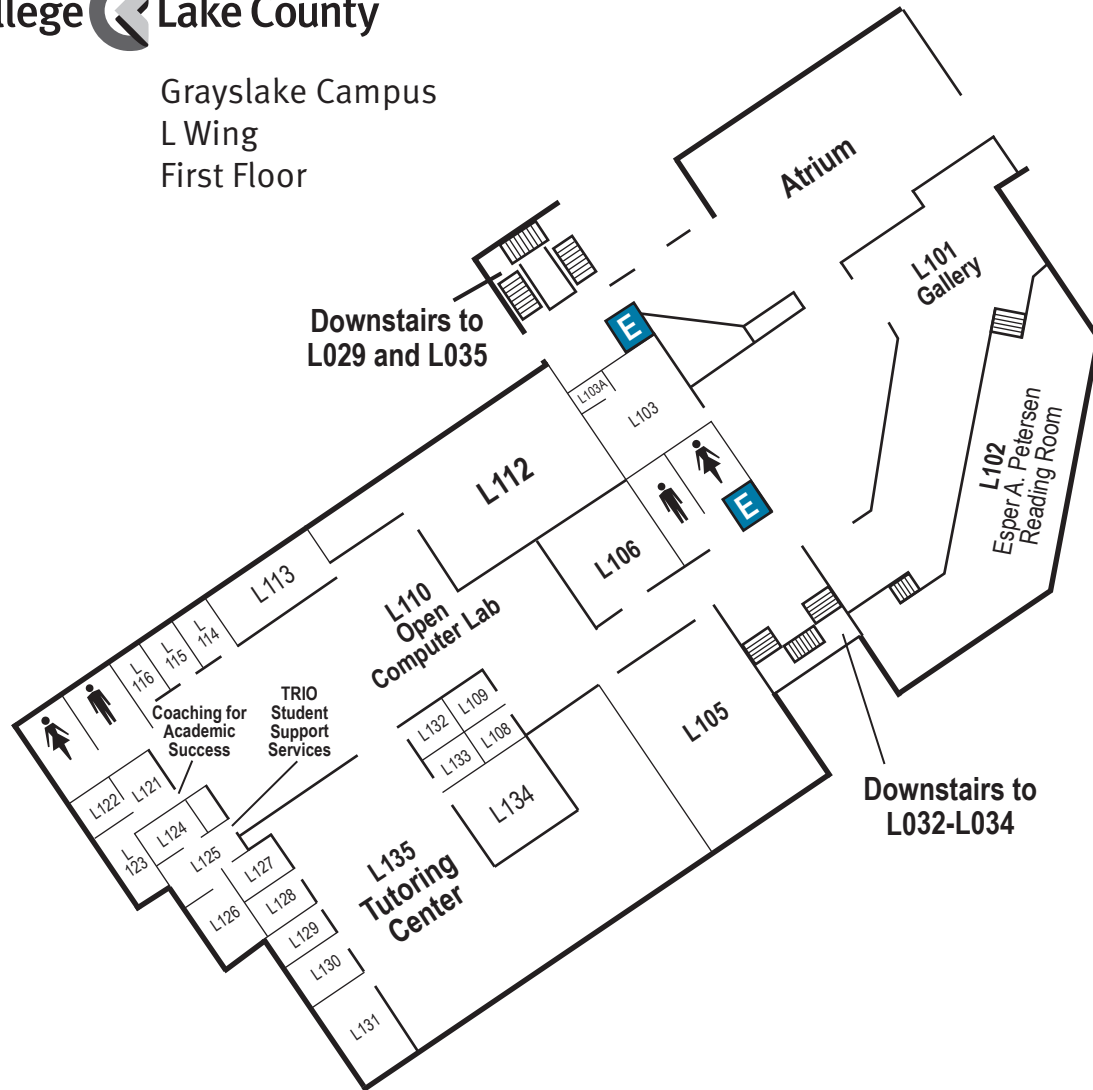 llege Lake County
Grayslake Campus
L Wing
First Floor
Atrium
L101
Gallery
Downstairs to
L029 and L035
E
L103A
L103
L102
Esper A. Petersen
Reading Room
L112
E
L106
L113
L110
Open
Computer Lab
L
114
L
115
L
116
Coaching for
Academic
Success
TRIO
Student
Support
Services
L132
L109
L133
L108
L105
L134
L122
L121
L
123
L124
L125
L126
L127
L128
L129
L130
L131
L135
Tutoring
Center
Downstairs to
L032-L034